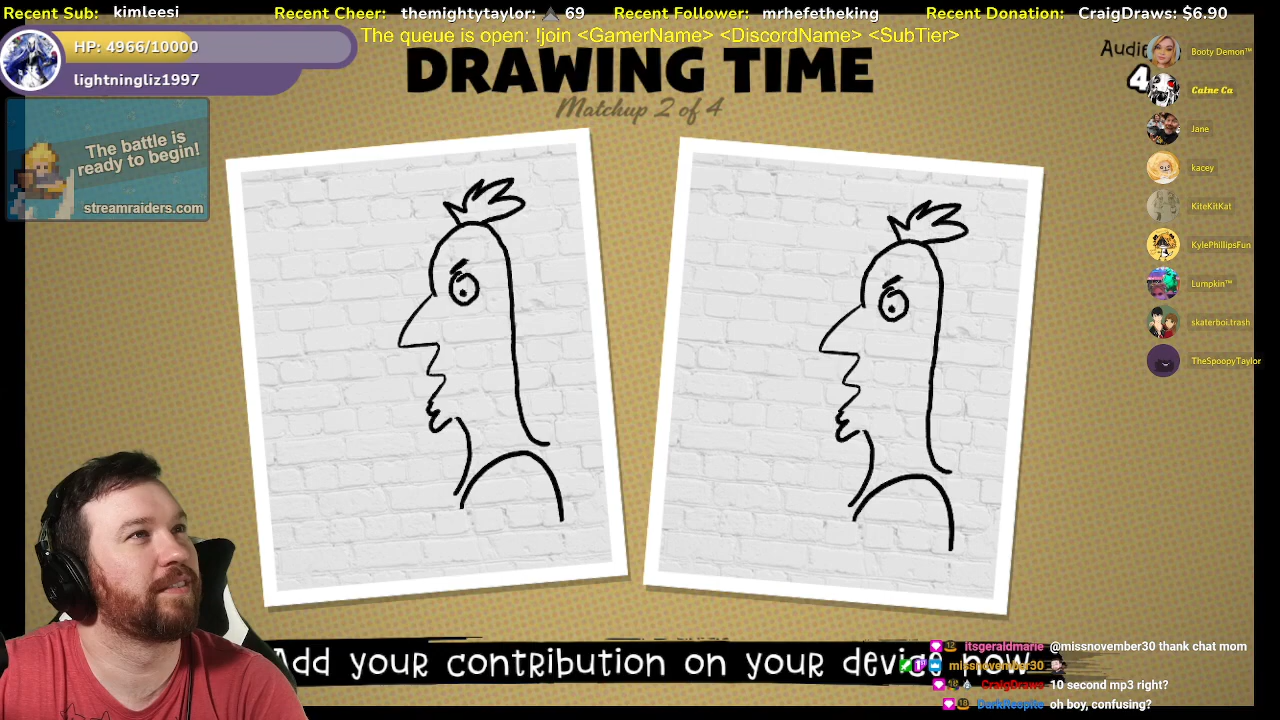 Recent Sub: kimleesi
Recent Cheer: themightytaylor: 69
Recent Follower: mrhefetheking
Recent Donation: CraigDraws: $6.90
The queue is open: !join <GamerName> <DiscordName> <SubTier>
HP: 4966/10000
lightningliz1997
DRAWING TIME
Matchup 2 of 4
4
The battle is
ready to begin!
streamraiders.com
Booty Demon™
Catne Ca
Jane
kacey
KiteKitKat
KylePhillipsFun
Lumpkin™
skaterboi.trash
TheSpoopyTaylor
Add your contribution on your device now
itsgeraldmarie @missnovember30 thank chat mom
missnovember30
CraigDraws 10 second mp3 right?
DurkNespite oh boy, confusing?